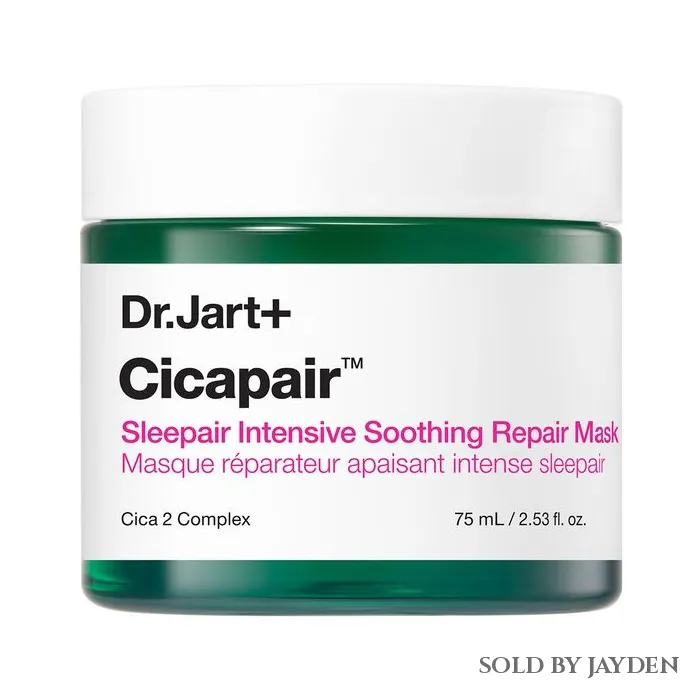 Dr.Jart+
Cicapair™
Sleepair Intensive Soothing Repair Mask
Masque réparateur apaisant intense sleepair
Cica 2 Complex 75 mL / 2.53 fl. oz.
SOLD BY JAYDEN